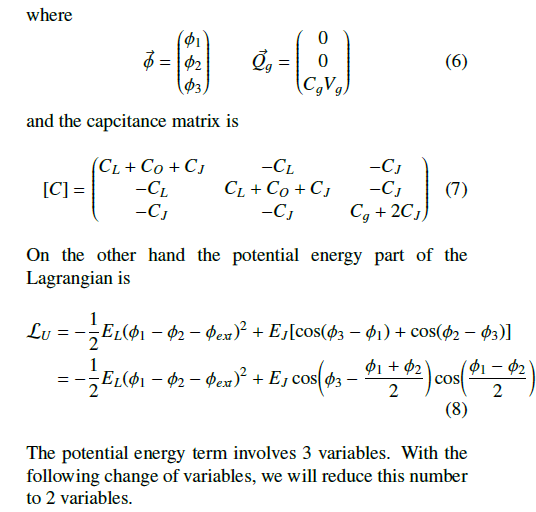 where
\vec{\phi} = \begin{pmatrix} \phi_1 \\ \phi_2 \\ \phi_3 \end{pmatrix} \quad \vec{Q}_g = \begin{pmatrix} 0 \\ 0 \\ C_g V_g \end{pmatrix} (6)
and the capcitance matrix is
[C] = \begin{pmatrix} C_L + C_O + C_J & -C_L & -C_J \\ -C_L & C_L + C_O + C_J & -C_J \\ -C_J & -C_J & C_g + 2C_J \end{pmatrix} (7)
On the other hand the potential energy part of the
Lagrangian is
\mathcal{L}_U = -\frac{1}{2} E_L(\phi_1 - \phi_2 - \phi_{ext})^2 + E_J[\cos(\phi_3 - \phi_1) + \cos(\phi_2 - \phi_3)]
= -\frac{1}{2} E_L(\phi_1 - \phi_2 - \phi_{ext})^2 + E_J \cos\left(\phi_3 - \frac{\phi_1 + \phi_2}{2}\right) \cos\left(\frac{\phi_1 - \phi_2}{2}\right)
(8)
The potential energy term involves 3 variables. With the
following change of variables, we will reduce this number
to 2 variables.